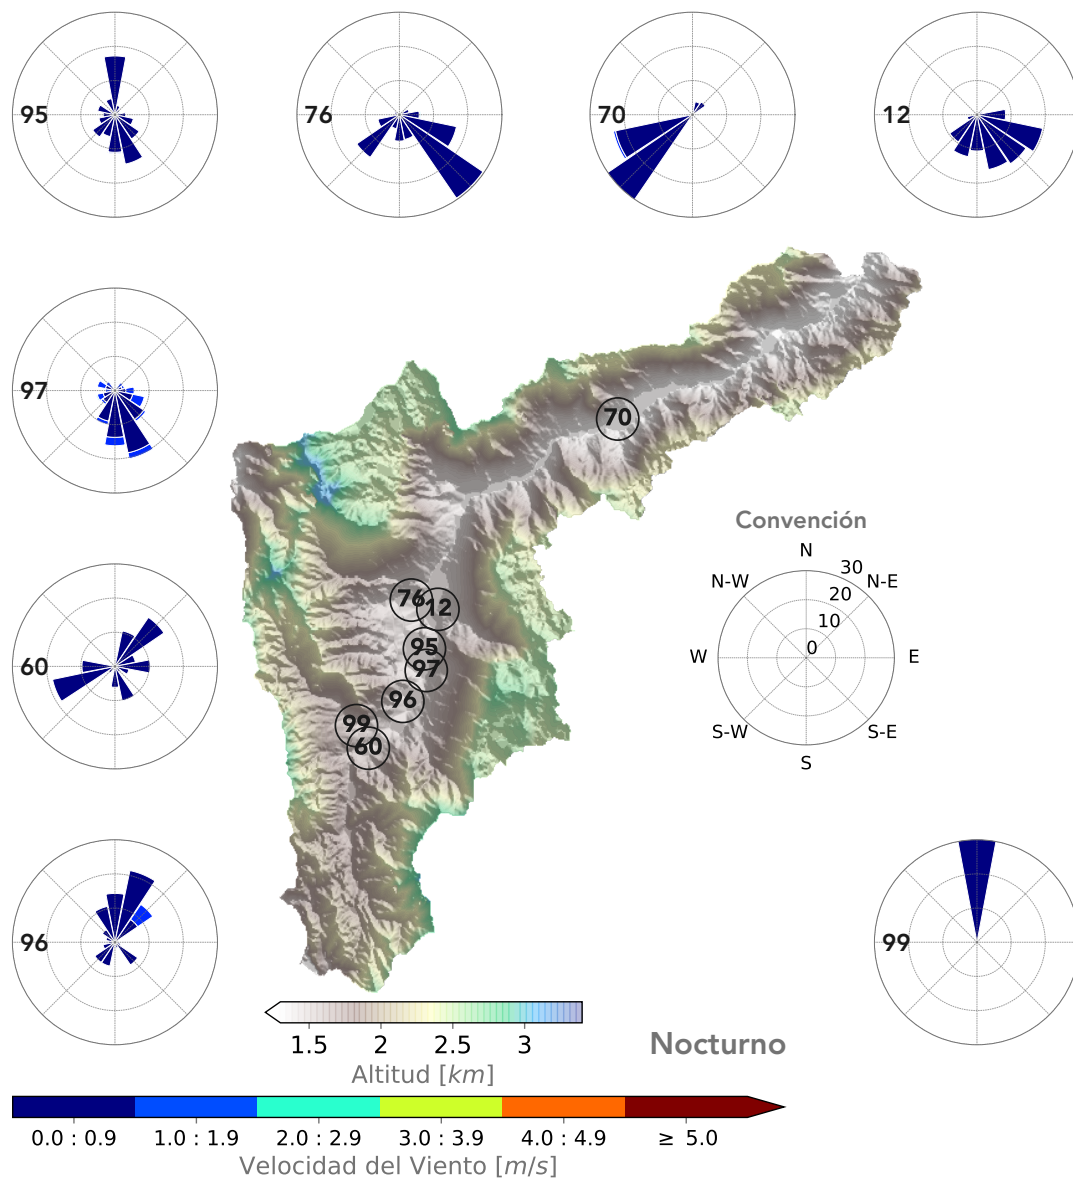 95
76
70
12
97
70
Convención
N
N-W
N-E
30
20
10
0
W
E
S-W
S-E
S
76
12
95
97
96
99
60
60
96
99
1.5 2 2.5 3
Altitud [km]
Nocturno
0.0 : 0.9 1.0 : 1.9 2.0 : 2.9 3.0 : 3.9 4.0 : 4.9 ≥ 5.0
Velocidad del Viento [m/s]